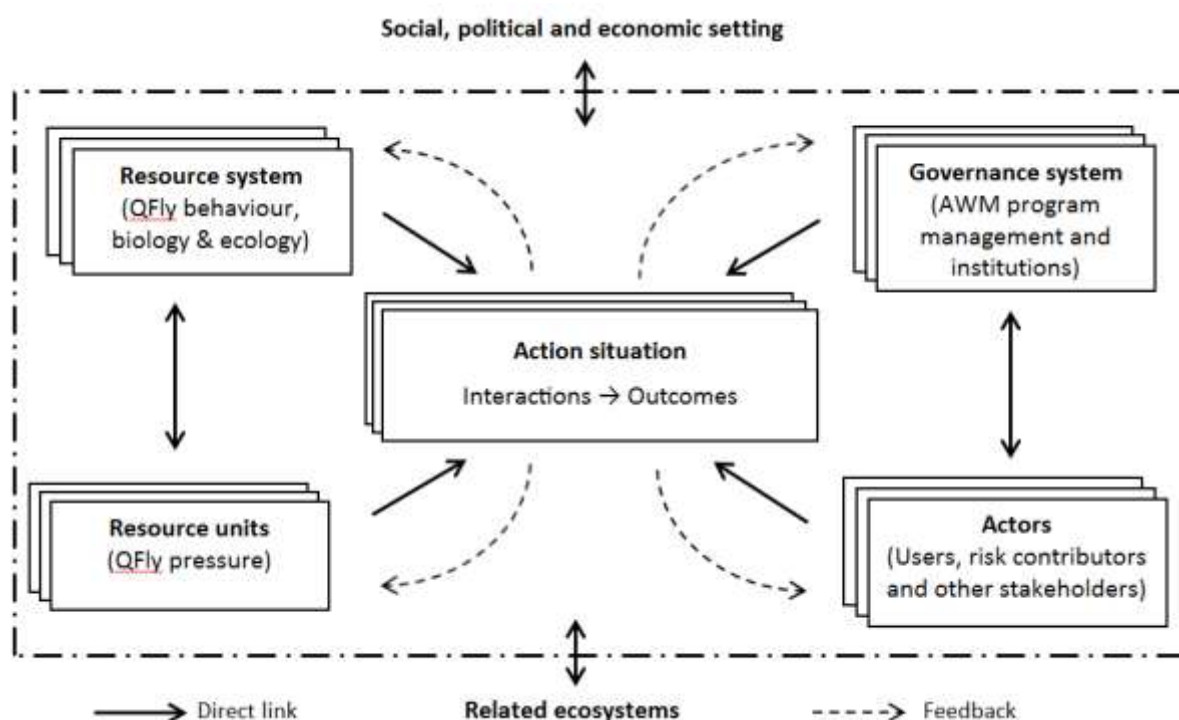 Social, political and economic setting
Resource system
(QFly behaviour,
biology & ecology)
Governance system
(AWM program
management and
institutions)
Action situation
Interactions → Outcomes
Resource units
(QFly pressure)
Actors
(Users, risk contributors
and other stakeholders)
Direct link
Related ecosystems
Feedback